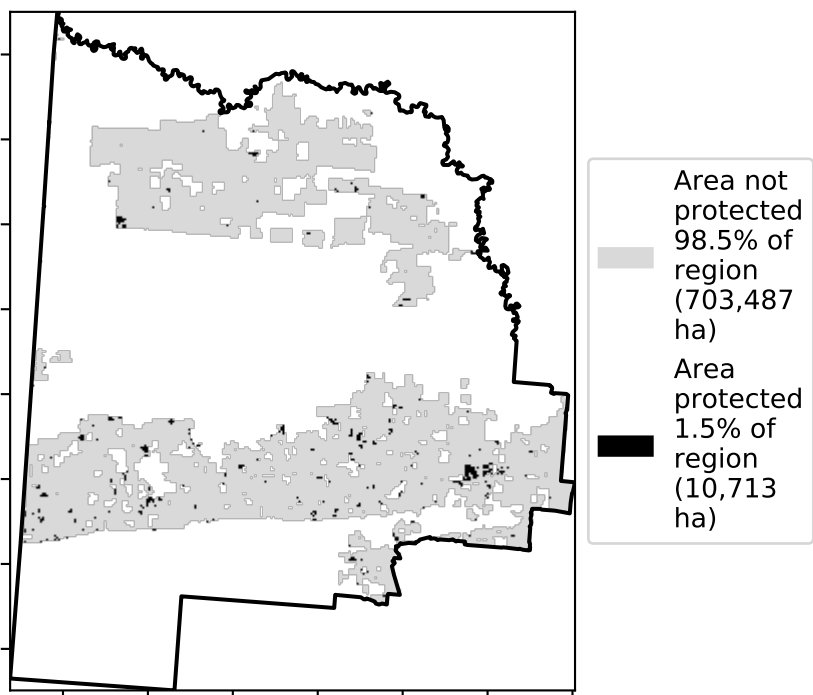 Area not
protected
98.5% of
region
(703,487
ha)
Area
protected
1.5% of
region
(10,713
ha)